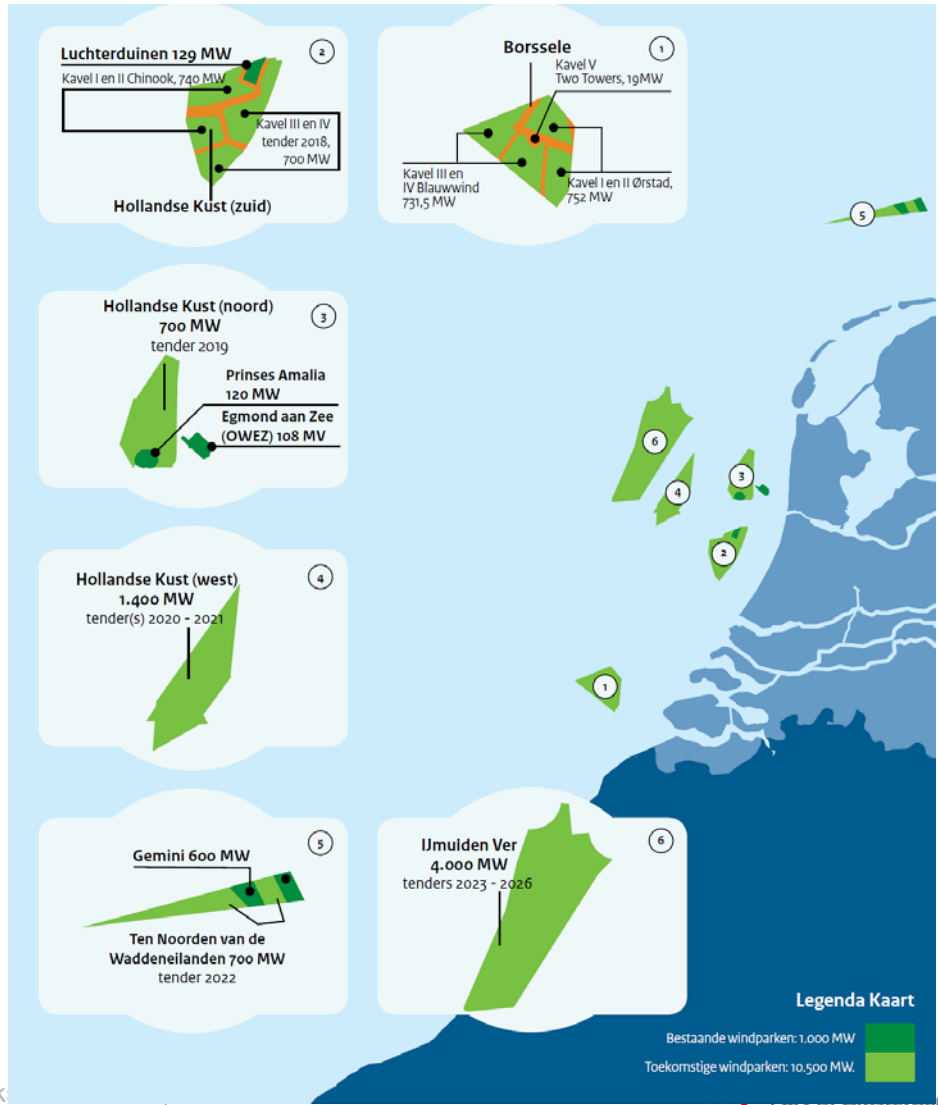 Luchterduinen 129 MW
2
Kavel I en II Chinook, 740 MW
Kavel III en IV
tender 2018,
700 MW
Hollandse Kust (zuid)
Borssele
1
Kavel V
Two Towers, 19MW
Kavel III en
IV Blauwwind
731,5 MW
Kavel I en II Ørstad,
752 MW
5
Hollandse Kust (noord)
700 MW
tender 2019
3
Prinses Amalia
120 MW
Egmond aan Zee
(OWEZ) 108 MV
6
4
3
2
1
Hollandse Kust (west)
1.400 MW
tender(s) 2020 - 2021
4
Gemini 600 MW
5
Ten Noorden van de
Waddeneilanden 700 MW
tender 2022
IJmuiden Ver
4.000 MW
tenders 2023 - 2026
6
Legenda Kaart
Bestaande windparken: 1.000 MW
Toekomstige windparken: 10.500 MW.